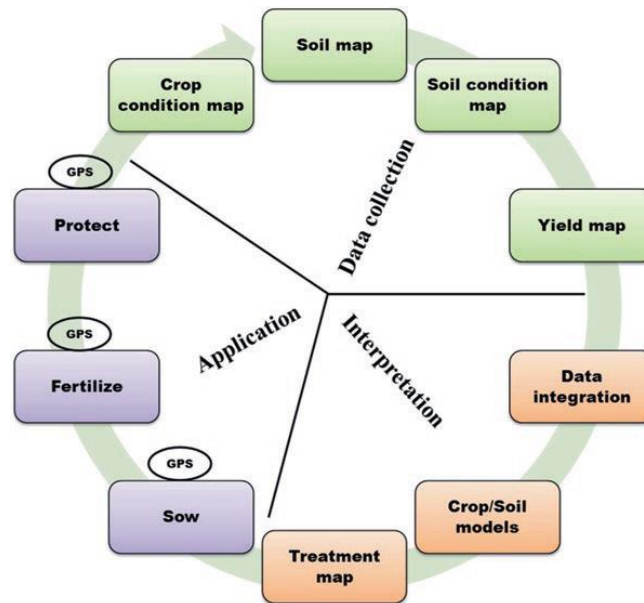 Soil map
Crop
condition map
Soil condition
map
GPS
Protect
Yield map
Data collection
Application
Interpretation
GPS
Fertilize
Data
integration
GPS
Sow
Crop/Soil
models
Treatment
map